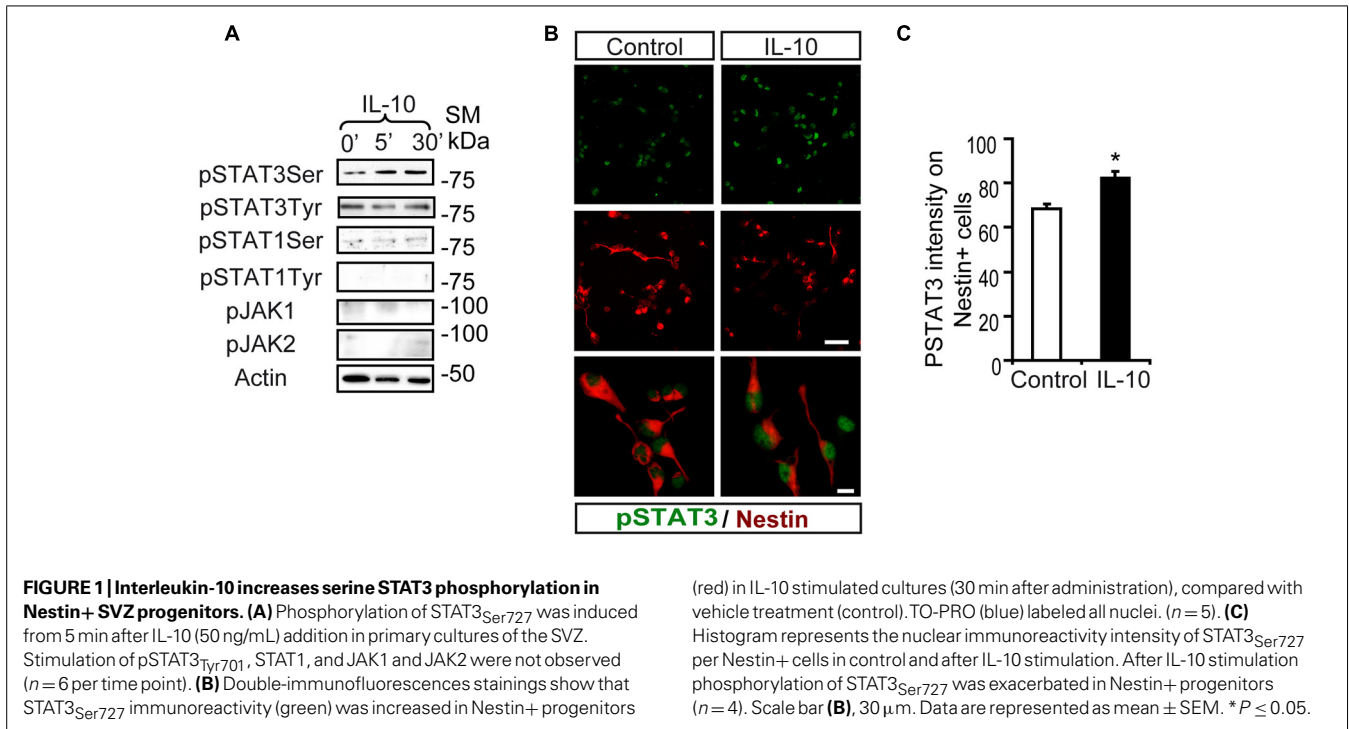 A
IL-10
0' 5' 30'
SM
kDa
pSTAT3Ser
-75
pSTAT3Tyr
-75
pSTAT1Ser
-75
pSTAT1Tyr
-75
pJAK1
-100
pJAK2
-100
Actin
-50
B
Control
IL-10
pSTAT3 / Nestin
C
PSTAT3 intensity on
Nestin+ cells
100
80
60
40
20
0
*
Control IL-10
FIGURE 1 | Interleukin-10 increases serine STAT3 phosphorylation in
Nestin+ SVZ progenitors. (A) Phosphorylation of STAT3Ser727 was induced
from 5 min after IL-10 (50 ng/mL) addition in primary cultures of the SVZ.
Stimulation of pSTAT3Tyr701, STAT1, and JAK1 and JAK2 were not observed
(n = 6 per time point). (B) Double-immunofluorescences stainings show that
STAT3Ser727 immunoreactivity (green) was increased in Nestin+ progenitors
(red) in IL-10 stimulated cultures (30 min after administration), compared with
vehicle treatment (control). TO-PRO (blue) labeled all nuclei. (n = 5). (C)
Histogram represents the nuclear immunoreactivity intensity of STAT3Ser727
per Nestin+ cells in control and after IL-10 stimulation. After IL-10 stimulation
phosphorylation of STAT3Ser727 was exacerbated in Nestin+ progenitors
(n = 4). Scale bar (B), 30 μm. Data are represented as mean ± SEM. *P ≤ 0.05.